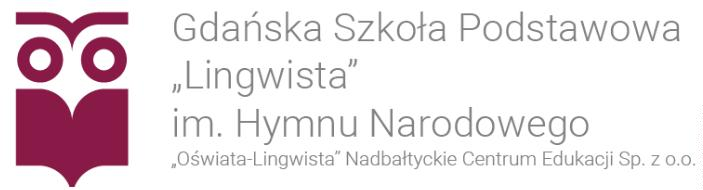 Gdańska Szkoła Podstawowa
„Lingwista”
im. Hymnu Narodowego
„Oświata-Lingwista” Nadbałtyckie Centrum Edukacji Sp. z o.o.